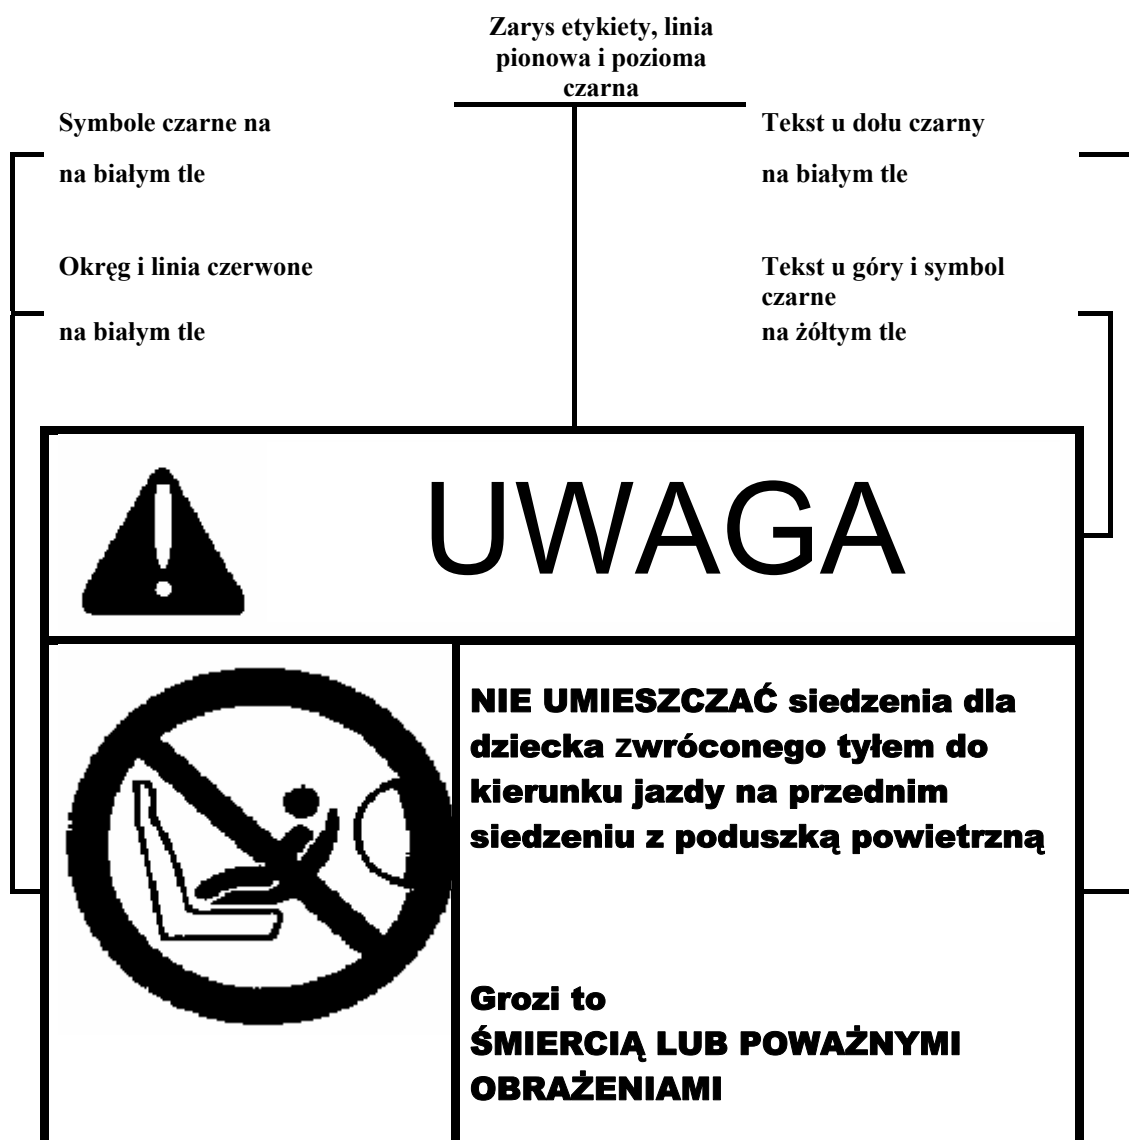 Zarys etykiety, linia
pionowa i pozioma
czarna
Symbole czarne na
na białym tle
Tekst u dołu czarny
na białym tle
Okręg i linia czerwone
na białym tle
Tekst u góry i symbol
czarne
na żółtym tle
UWAGA
NIE UMIESZCZAĆ siedzenia dla
dziecka zwróconego tyłem do
kierunku jazdy na przednim
siedzeniu z poduszką powietrzną
Grozi to
ŚMIERCIĄ LUB POWAŻNYMI
OBRAŻENIAMI